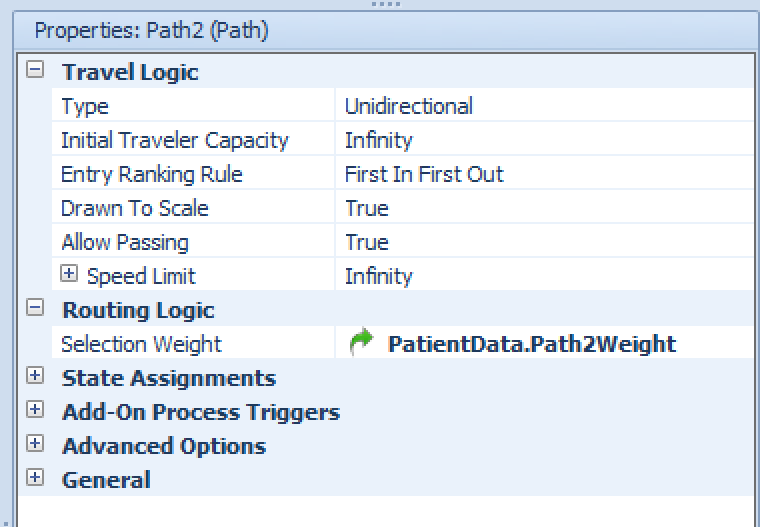 Properties: Path2 (Path)
Travel Logic
Type Unidirectional
Initial Traveler Capacity Infinity
Entry Ranking Rule First In First Out
Drawn To Scale True
Allow Passing True
Speed Limit Infinity
Routing Logic
Selection Weight PatientData.Path2Weight
State Assignments
Add-On Process Triggers
Advanced Options
General